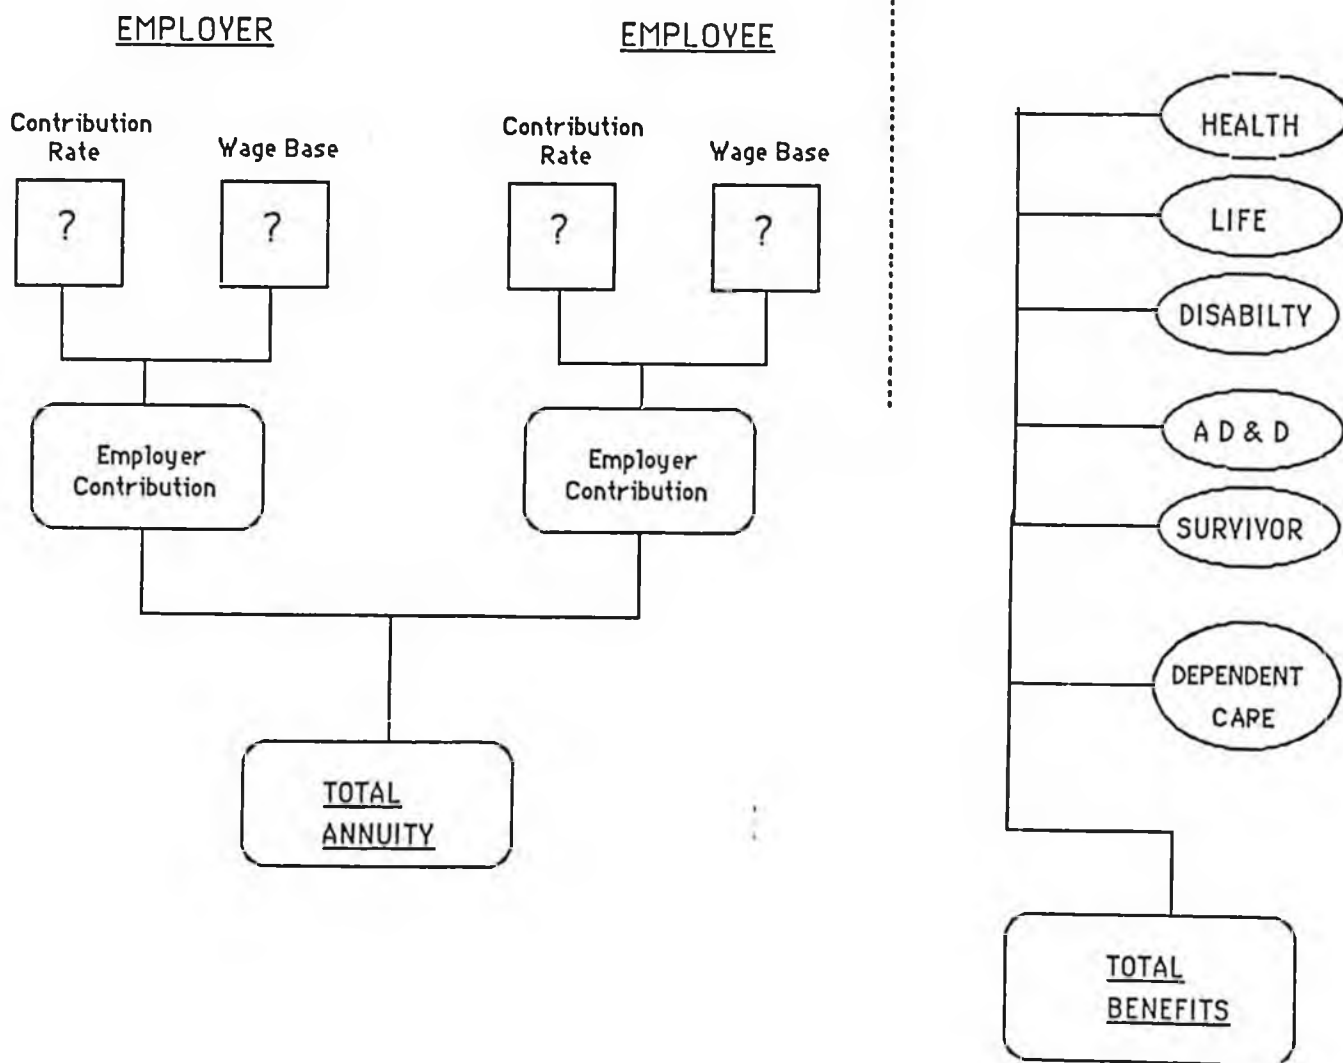 EMPLOYER
Contribution
Rate
Wage Base
?
?
Employer
Contribution
EMPLOYEE
Contribution
Rate
Wage Base
?
?
Employer
Contribution
TOTAL
ANNUITY
HEALTH
LIFE
DISABILTY
A D & D
SURVIVOR
DEPENDENT
CARE
TOTAL
BENEFITS